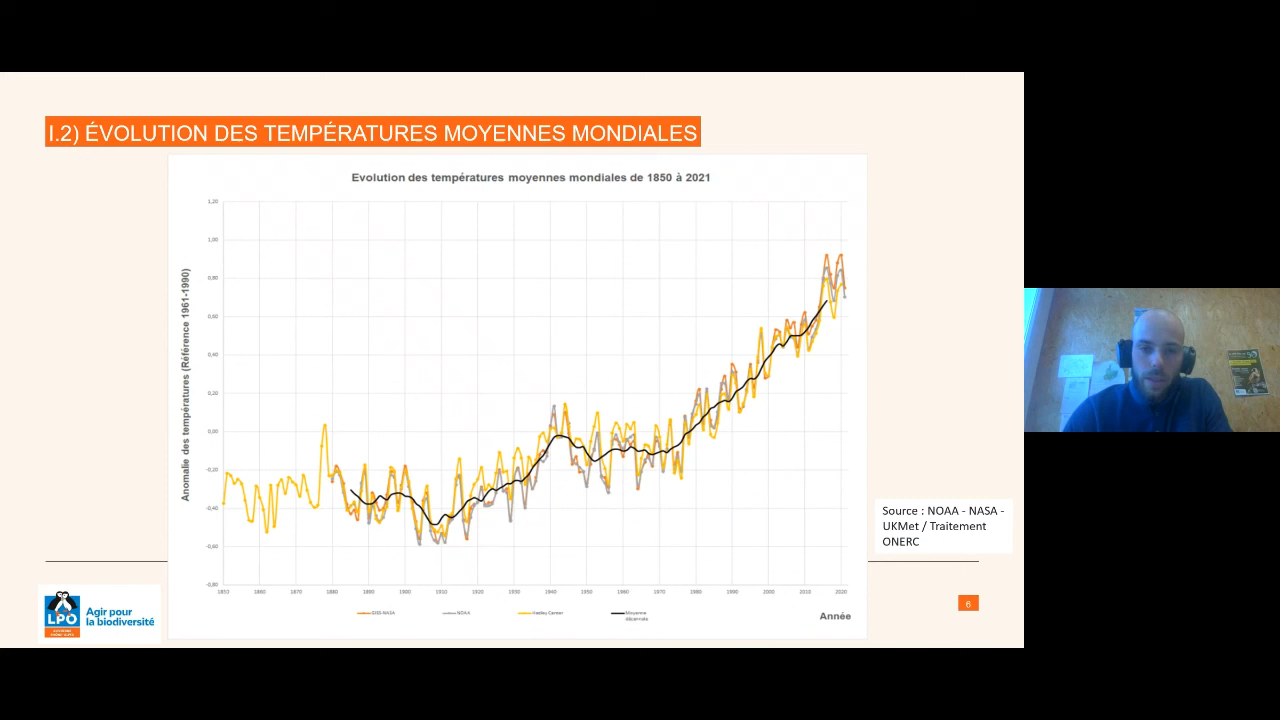 I.2) ÉVOLUTION DES TEMPÉRATURES MOYENNES MONDIALES
Evolution des températures moyennes mondiales de 1850 à 2021
Anomalie des températures (Référence 1961-1990)
1,20
1,00
0,80
0,60
0,40
0,20
0,00
-0,20
-0,40
-0,60
-0,80
1850 1860 1870 1880 1890 1900 1910 1920 1930 1940 1950 1960 1970 1980 1990 2000 2010 2020
GISS-NASA NOAA Hadley Center Moyenne
décennale
Année
Source : NOAA - NASA -
UKMet / Traitement
ONERC
LPO
Agir pour
la biodiversité
6